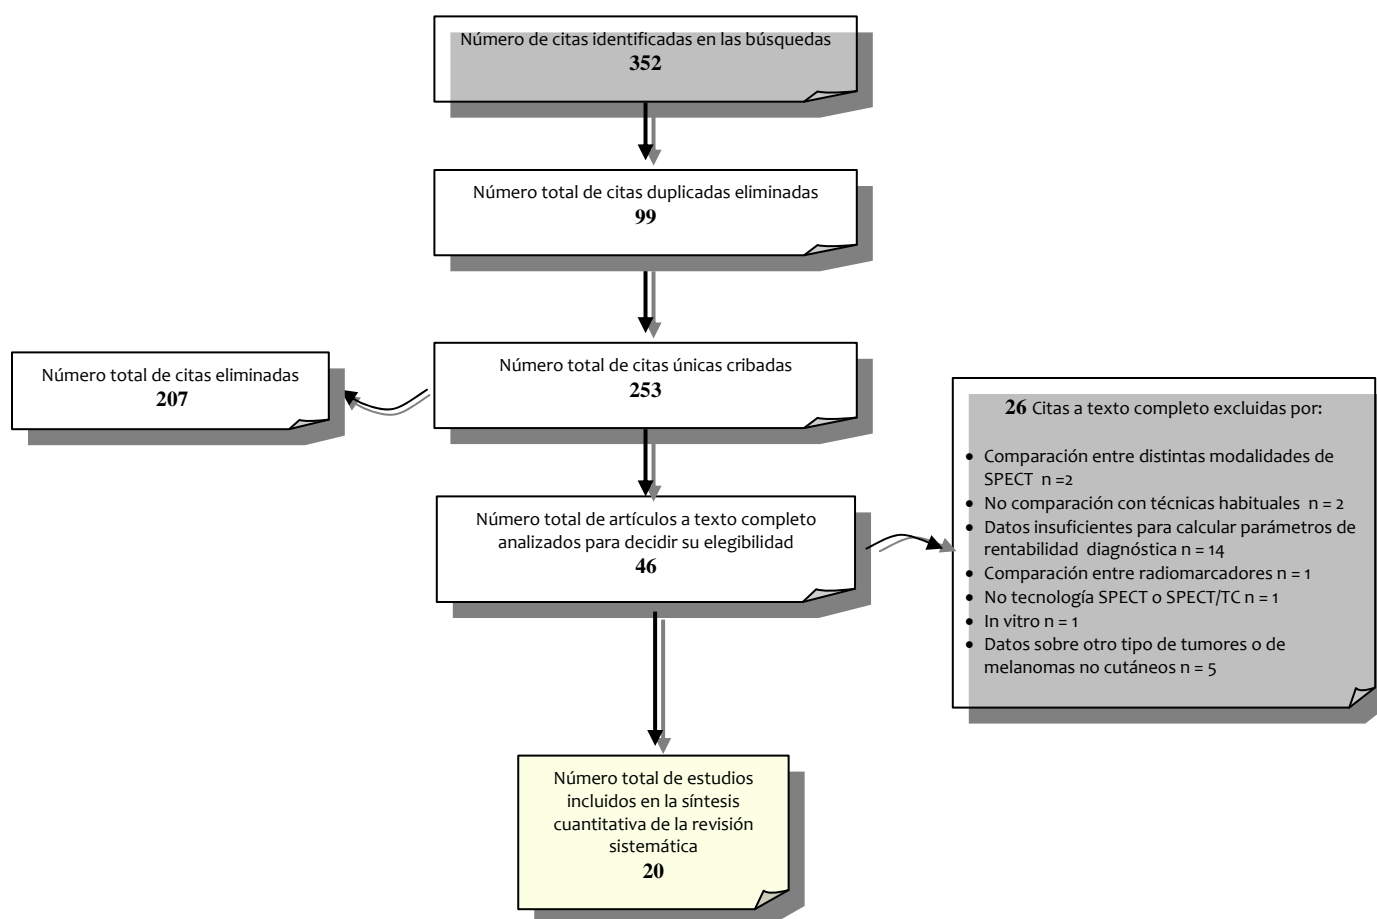 Número de citas identificadas en las búsquedas
352
Número total de citas duplicadas eliminadas
99
Número total de citas únicas cribadas
253
Número total de citas eliminadas
207
Número total de artículos a texto completo
analizados para decidir su elegibilidad
46
26 Citas a texto completo excluidas por:
• Comparación entre distintas modalidades de
SPECT n =2
• No comparación con técnicas habituales n = 2
• Datos insuficientes para calcular parámetros de
rentabilidad diagnóstica n = 14
• Comparación entre radiomarcadores n = 1
• No tecnología SPECT o SPECT/TC n = 1
• In vitro n = 1
• Datos sobre otro tipo de tumores o de
melanomas no cutáneos n = 5
Número total de estudios
incluidos en la síntesis
cuantitativa de la revisión
sistemática
20